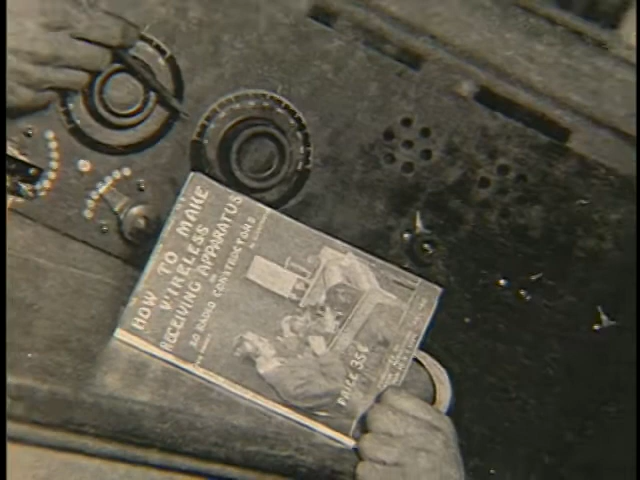 HOW TO MAKE
WIRELESS
RECEIVING APPARATUS
20 RADIO CONSTRUCTORS
PRICE 35¢